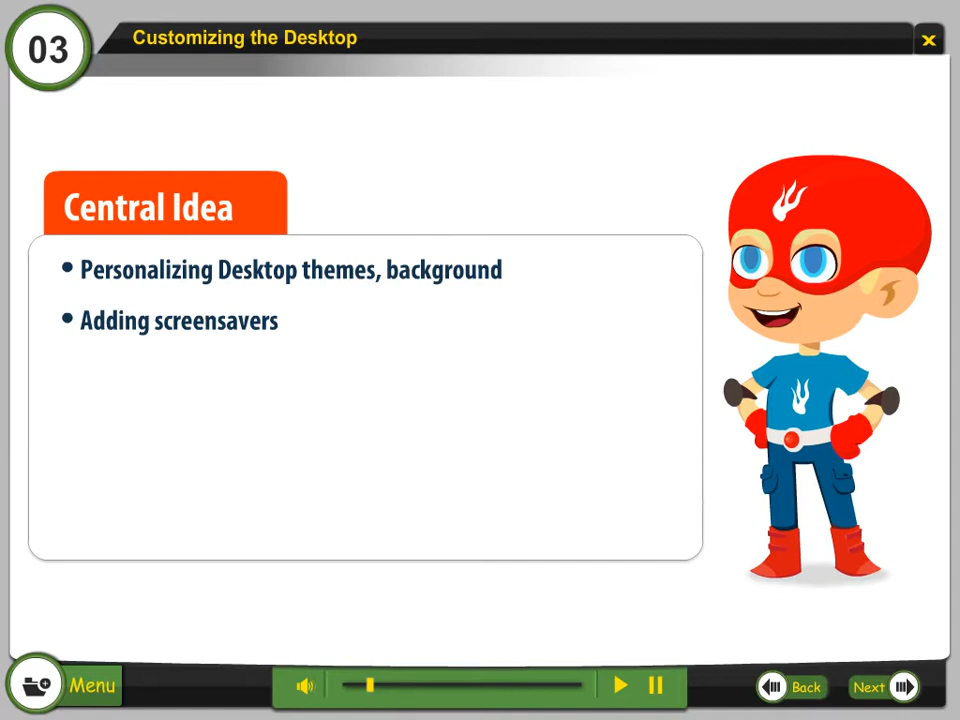 03
Customizing the Desktop
x
Central Idea
• Personalizing Desktop themes, background
• Adding screensavers
Menu
Back
Next